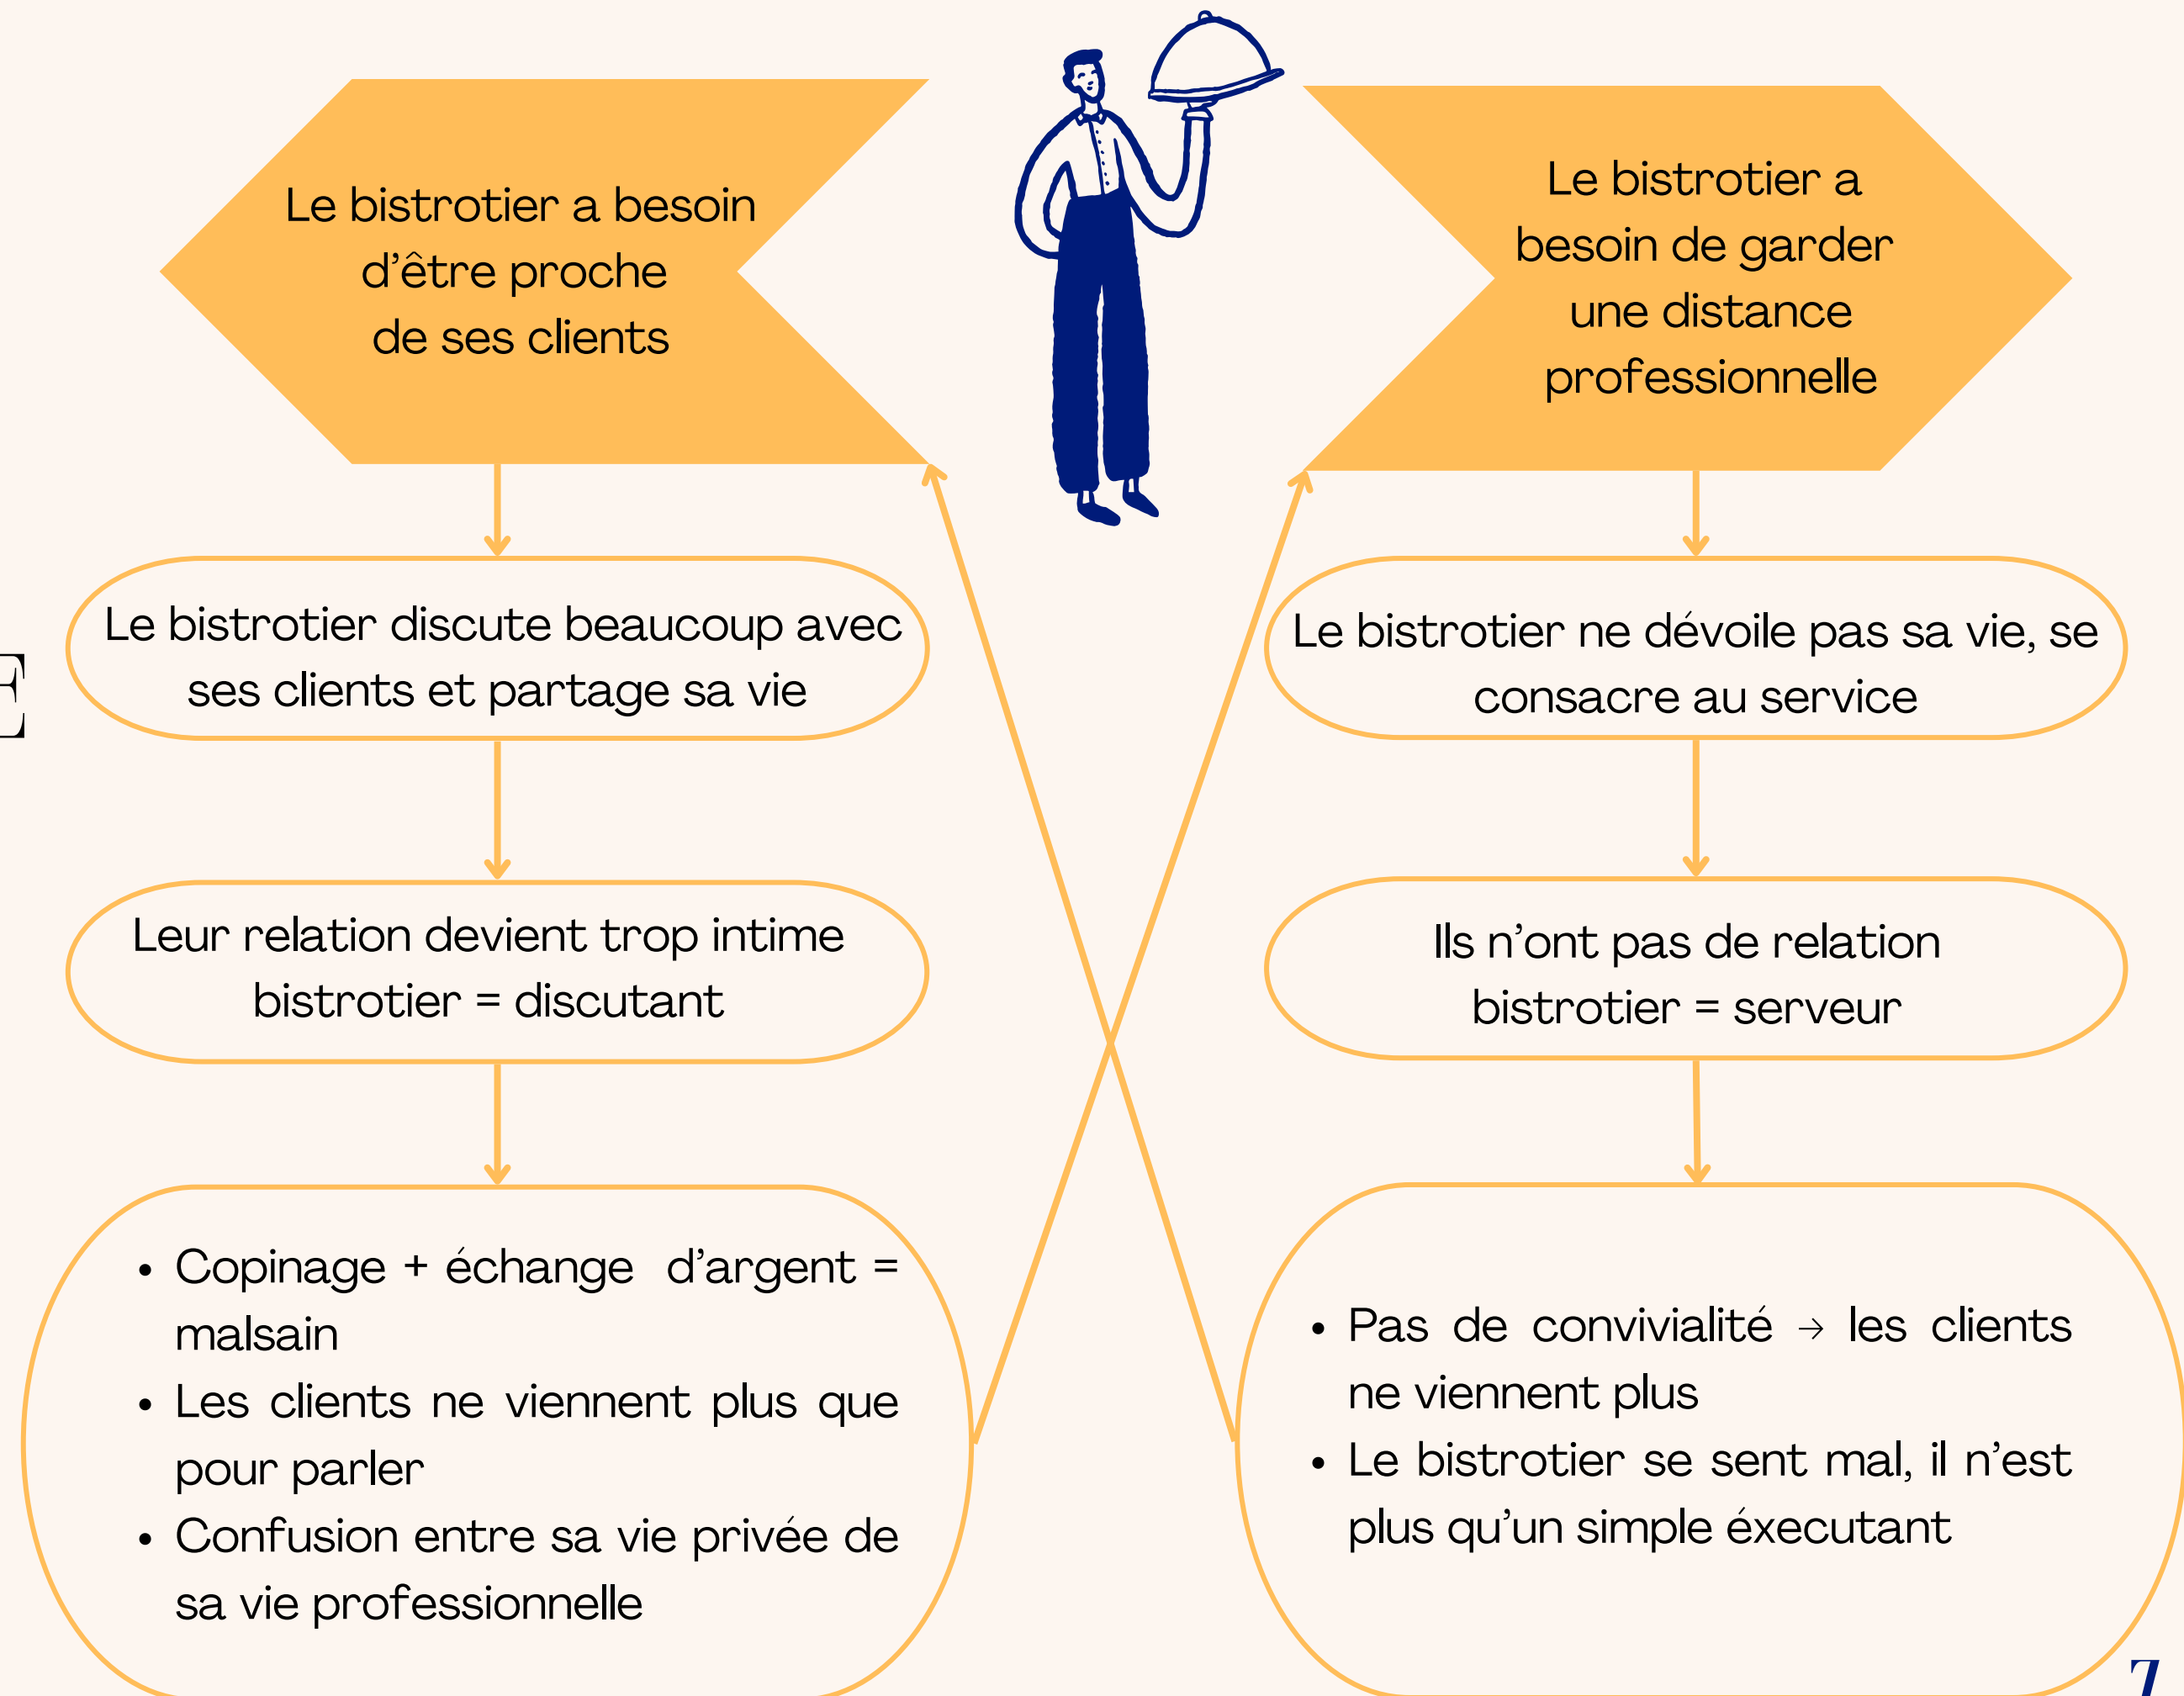 Le bistrotier a besoin
d'être proche
de ses clients
Le bistrotier a
besoin de garder
une distance
professionnelle
Le bistrotier discute beaucoup avec
ses clients et partage sa vie
Le bistrotier ne dévoile pas sa vie, se
consacre au service
E
Leur relation devient trop intime
bistrotier = discutant
Ils n'ont pas de relation
bistrotier = serveur
• Copinage + échange d'argent =
malsain
• Les clients ne viennent plus que
pour parler
• Confusion entre sa vie privée de
sa vie professionnelle
• Pas de convivialité → les clients
ne viennent plus
• Le bistrotier se sent mal, il n'est
plus qu'un simple éxecutant